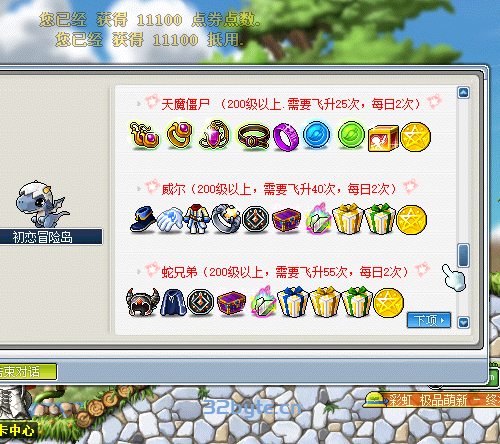 您已经 获得 11100 点券点数.
您已经 获得 11100 抵用.
天魔僵尸 (200级以上.需要飞升25次，每日2次)
威尔(200级以上，需要飞升40次，每日2次)
初恋冒险岛
蛇兄弟(200级以上，需要飞升55次，每日2次)
下项
结束对话
彩虹 极品萌新 - 终
卡中心
32byte.cn